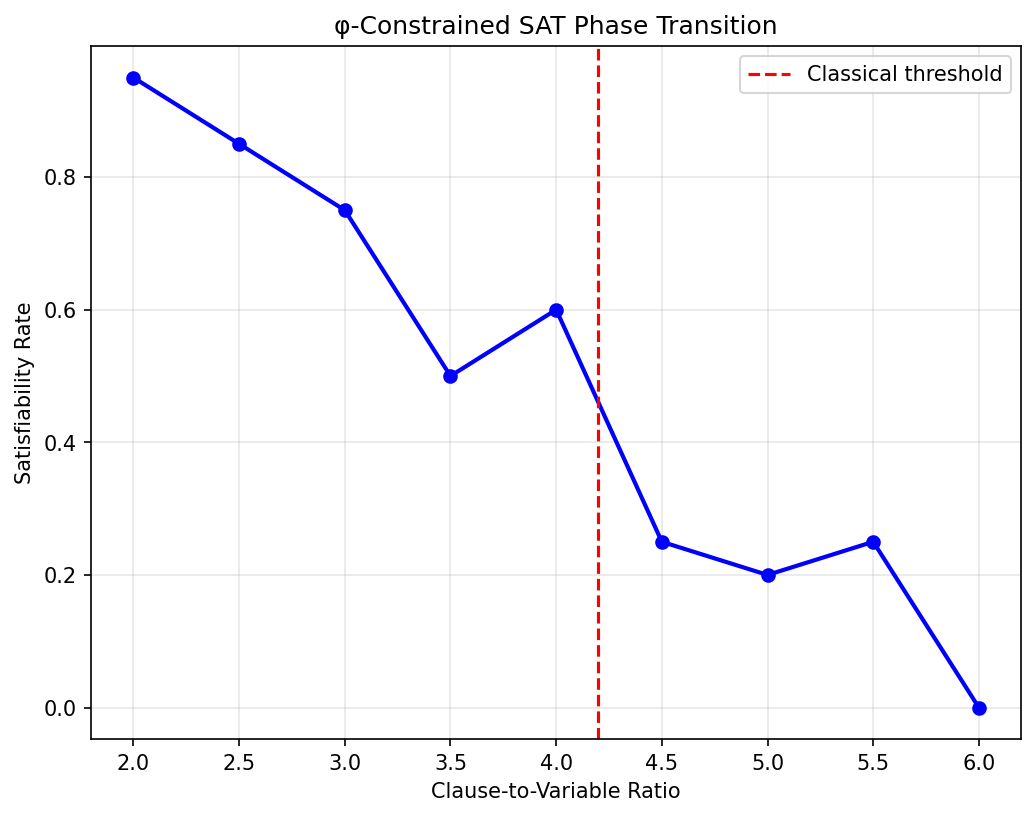 φ-Constrained SAT Phase Transition
Classical threshold
Satisfiability Rate
0.8
0.6
0.4
0.2
0.0
2.0 2.5 3.0 3.5 4.0 4.5 5.0 5.5 6.0
Clause-to-Variable Ratio